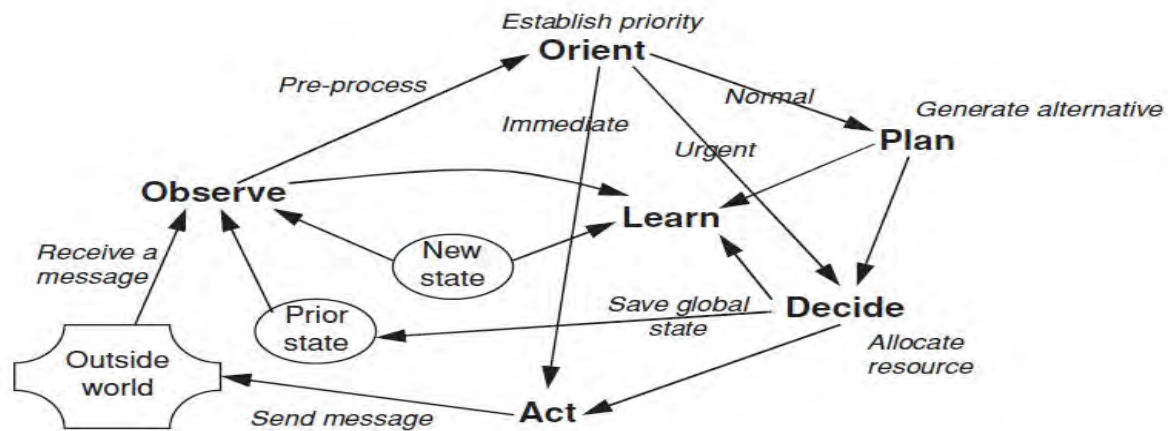 Establish priority
Orient
Pre-process
Normal
Generate alternative
Immediate
Plan
Urgent
Observe
Learn
Receive a
message
New
state
Prior
state
Save global
state
Decide
Outside
world
Allocate
resource
Send message
Act